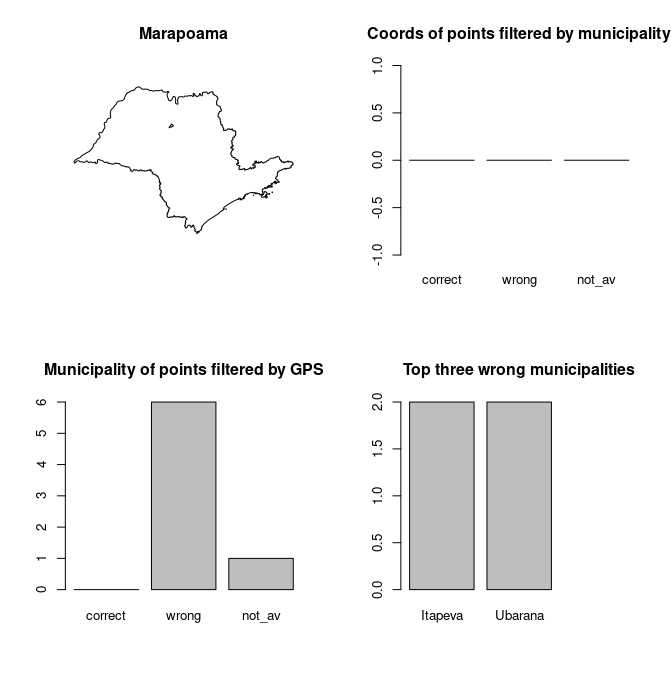 Marapoama
Coords of points filtered by municipality
1.0
0.5
0.0
-0.5
-1.0
correct wrong not_av
Municipality of points filtered by GPS
6
5
4
3
2
1
0
correct wrong not_av
Top three wrong municipalities
2.0
1.5
1.0
0.5
0.0
Itapeva Ubarana